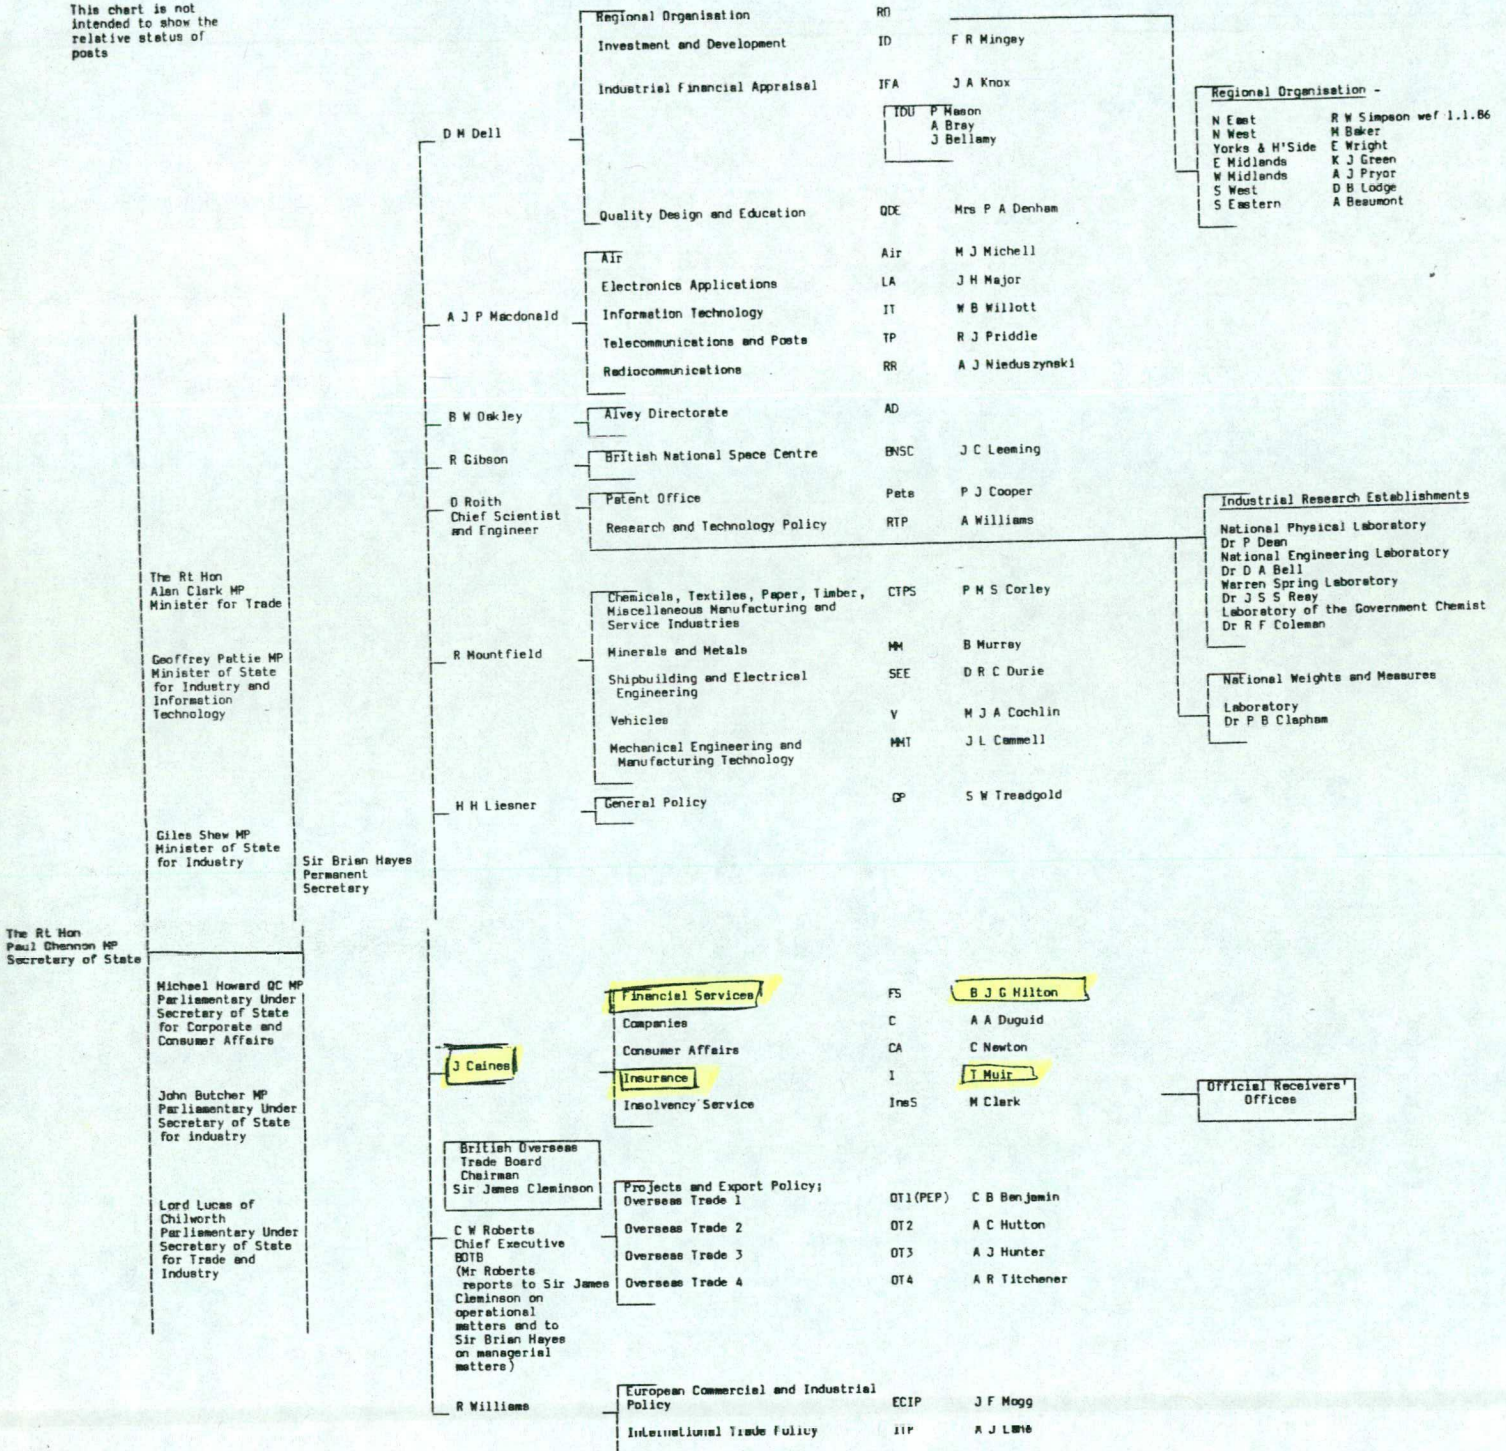 This chart is not
intended to show the
relative status of
posts
Regional Organisation RO
Investment and Development ID F R Mingay
Industrial Financial Appraisal IFA J A Knox
IDU P Mason
A Bray
J Bellamy
D M Dell
Quality Design and Education QDE Mrs P A Denham
Regional Organisation -
N East R W Simpson wef 1.1.86
N West M Baker
Yorks & H'Side E Wright
E Midlands K J Green
W Midlands A J Pryor
S West D B Lodge
S Eastern A Beaumont
Air Air M J Michell
Electronics Applications LA J H Major
A J P Macdonald
Information Technology IT W B Willott
Telecommunications and Posts TP R J Priddle
Radiocommunications RR A J Nieduszynski
B W Oakley
Alvey Directorate AD
R Gibson
British National Space Centre BNSC J C Leeming
O Roith
Chief Scientist
and Engineer
Patent Office Pats P J Cooper
Research and Technology Policy RTP A Williams
Industrial Research Establishments
National Physical Laboratory
Dr P Dean
National Engineering Laboratory
Dr D A Bell
Warren Spring Laboratory
Dr J S S Reay
Laboratory of the Government Chemist
Dr R F Coleman
National Weights and Measures
Laboratory
Dr P B Clapham
The Rt Hon
Alan Clark MP
Minister for Trade
Geoffrey Pattie MP
Minister of State
for Industry and
Information
Technology
R Mountfield
Chemicals, Textiles, Paper, Timber, CTPS P M S Corley
Miscellaneous Manufacturing and
Service Industries
Minerals and Metals MM B Murray
Shipbuilding and Electrical SEE D R C Durie
Engineering
Vehicles V M J A Cochlin
Mechanical Engineering and MMT J L Cammell
Manufacturing Technology
H H Liesner
General Policy GP S W Treadgold
Giles Shaw MP
Minister of State
for Industry
Sir Brian Hayes
Permanent
Secretary
The Rt Hon
Paul Channon MP
Secretary of State
Michael Howard QC MP
Parliamentary Under
Secretary of State
for Corporate and
Consumer Affairs
J Caines
Financial Services FS B J G Hilton
Companies C A A Duguid
Consumer Affairs CA C Newton
Insurance I T Muir
Insolvency Service InsS M Clark
Official Receivers'
Offices
John Butcher MP
Parliamentary Under
Secretary of State
for industry
British Overseas
Trade Board
Chairman
Sir James Cleminson
Lord Lucas of
Chilworth
Parliamentary Under
Secretary of State
for Trade and
Industry
C W Roberts
Chief Executive
BOTB
(Mr Roberts
reports to Sir James
Cleminson on
operational
matters and to
Sir Brian Hayes
on managerial
matters)
Projects and Export Policy;
Overseas Trade 1 OT1(PEP) C B Benjamin
Overseas Trade 2 OT2 A C Hutton
Overseas Trade 3 OT3 A J Hunter
Overseas Trade 4 OT4 A R Titchener
R Williams
European Commercial and Industrial
Policy ECIP J F Mogg
International Trade Policy ITP A J Lane